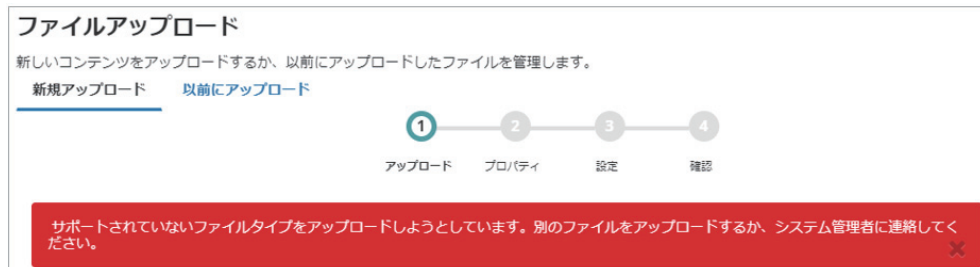 ファイルアップロード
新しいコンテンツをアップロードするか、以前にアップロードしたファイルを管理します。
新規アップロード 以前にアップロード
1 2 3 4
アップロード プロパティ 設定 確認
サポートされていないファイルタイプをアップロードしようとしています。別のファイルをアップロードするか、システム管理者に連絡してく
ださい。